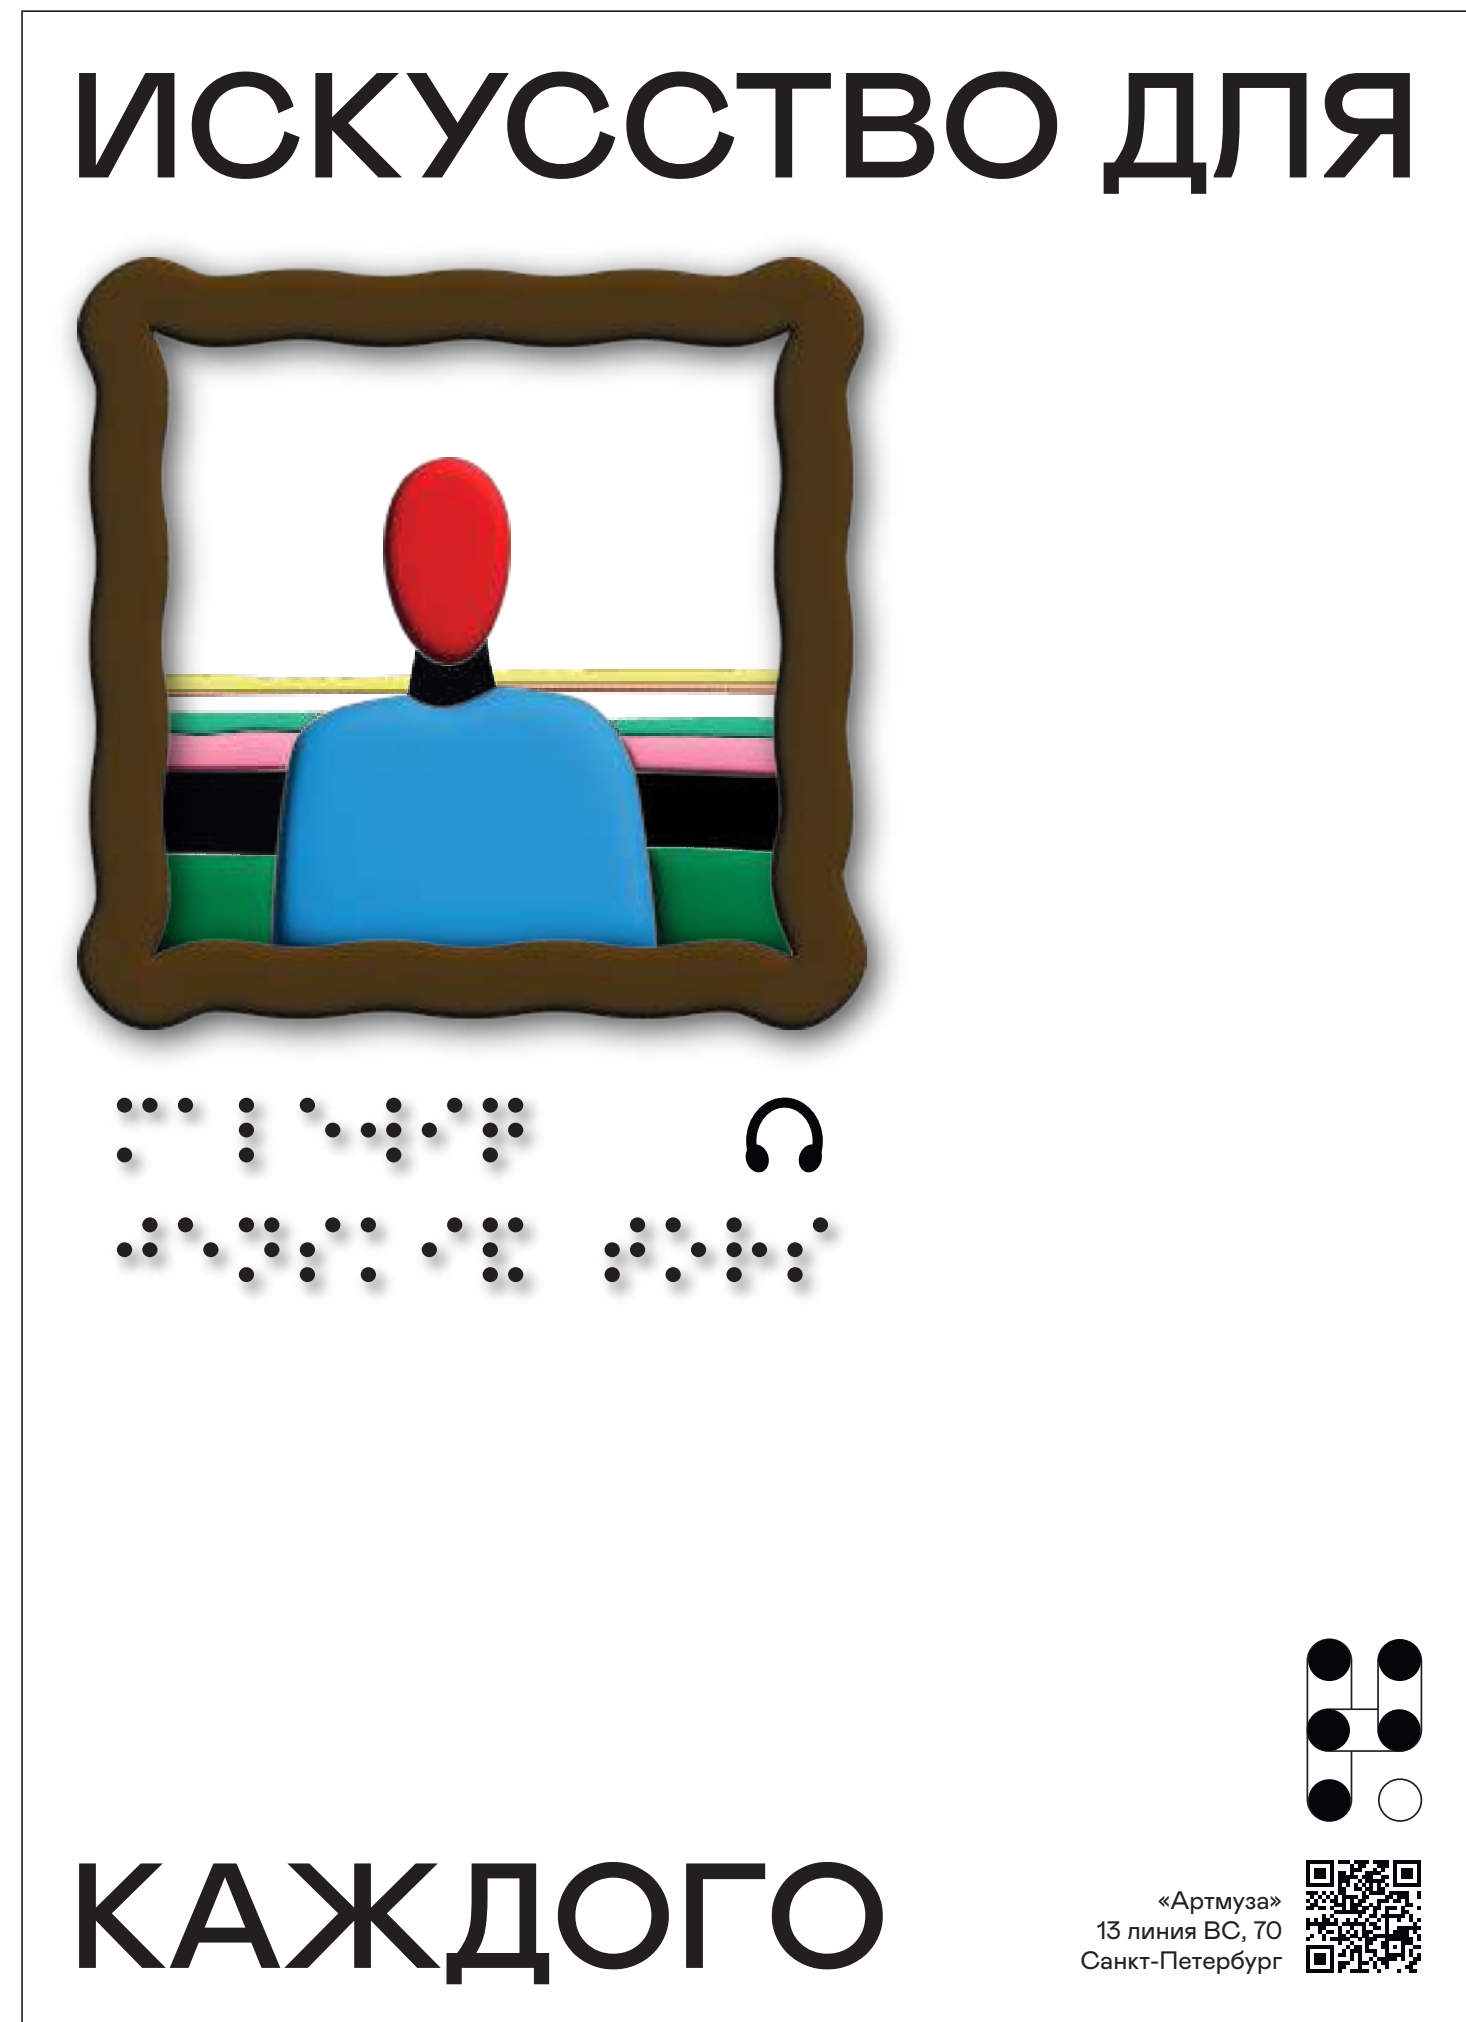 ИСКУССТВО ДЛЯ
⠍⠁⠇⠑⠺⠊⠟
⠚⠑⠝⠎⠅⠊⠯ ⠞⠕⠗⠎
КАЖДОГО
«Артмуза»
13 линия ВС, 70
Санкт-Петербург